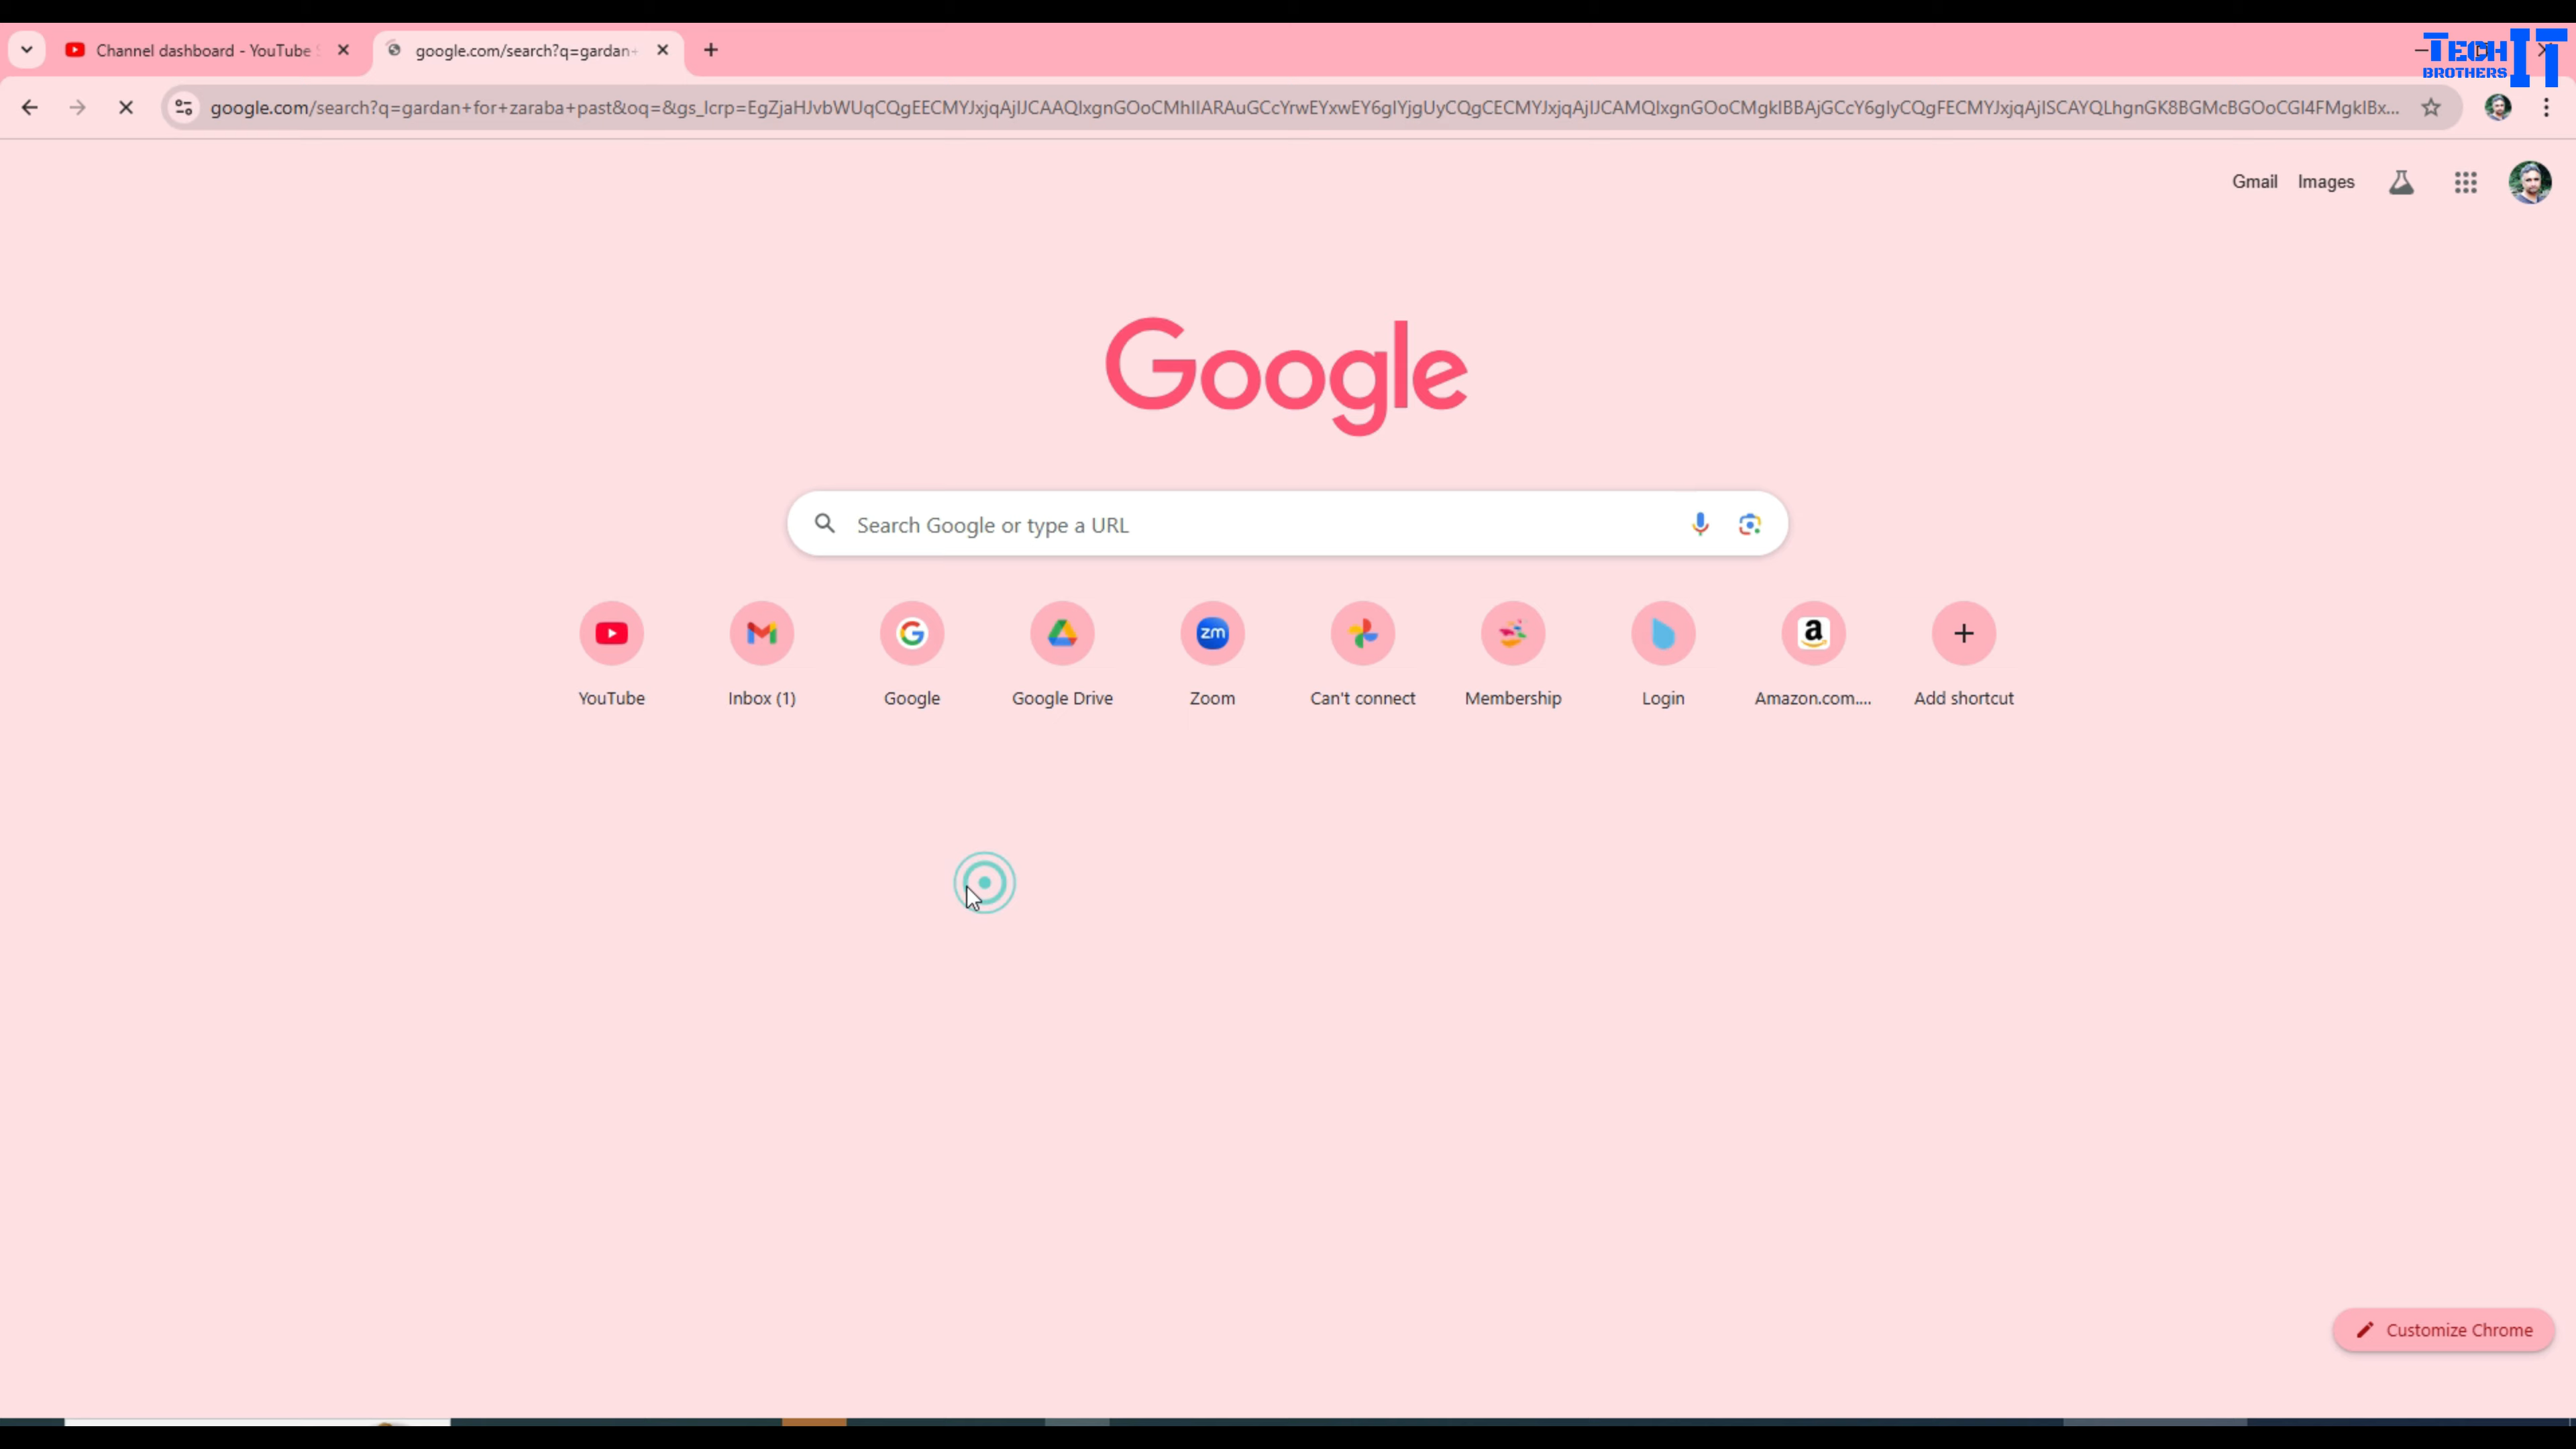 Channel dashboard - YouTube
google.com/search?q=gardan+
TECH IT
BROTHERS
google.com/search?q=gardan+for+zaraba+past&oq=&gs_lcrp=
Gmail
Images
Google
Search Google or type a URL
zm
YouTube
Inbox (1)
Google
Google Drive
Zoom
Can't connect
Membership
Login
Amazon.com....
Add shortcut
Customize Chrome